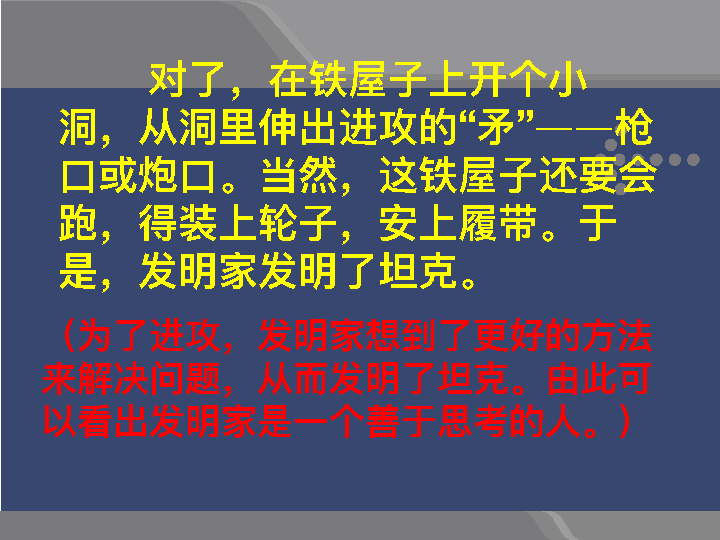 对了，在铁屋子上开个小
洞，从洞里伸出进攻的“矛”——枪
口或炮口。当然，这铁屋子还要会
跑，得装上轮子，安上履带。于
是，发明家发明了坦克。
（为了进攻，发明家想到了更好的方法
来解决问题，从而发明了坦克。由此可
以看出发明家是一个善于思考的人。）